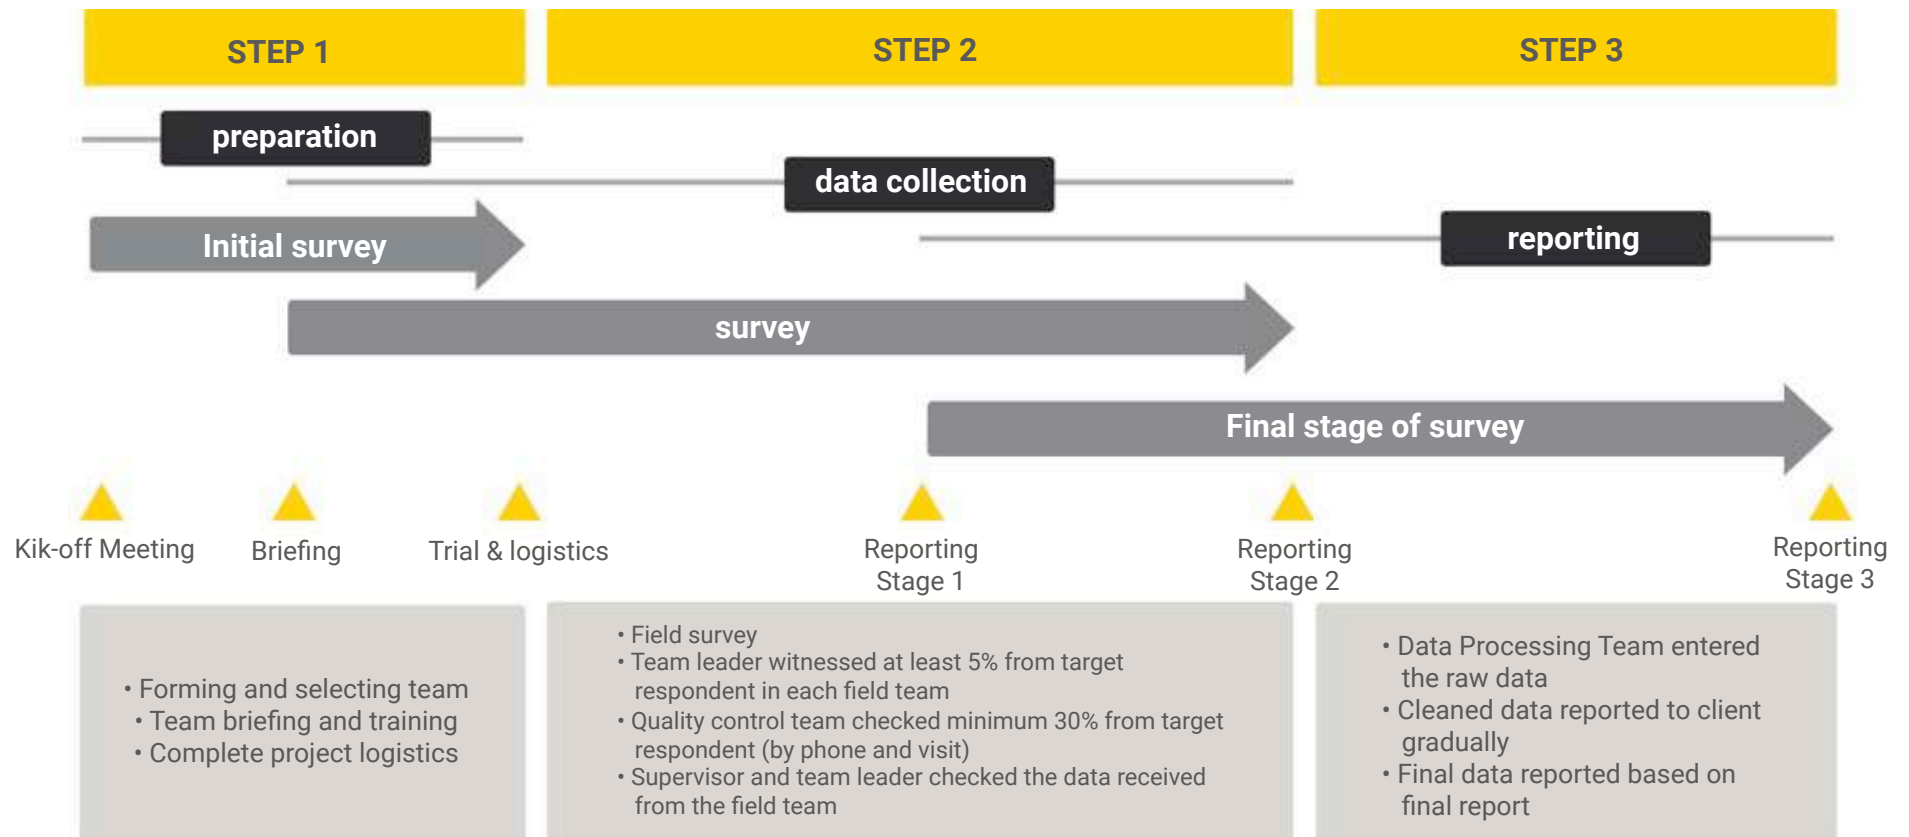 STEP 1
STEP 2
STEP 3
preparation
data collection
reporting
Initial survey
survey
Final stage of survey
Kik-off Meeting
Briefing
Trial & logistics
Reporting
Stage 1
Reporting
Stage 2
Reporting
Stage 3
• Forming and selecting team
• Team briefing and training
• Complete project logistics
• Field survey
• Team leader witnessed at least 5% from target
respondent in each field team
• Quality control team checked minimum 30% from target
respondent (by phone and visit)
• Supervisor and team leader checked the data received
from the field team
• Data Processing Team entered
the raw data
• Cleaned data reported to client
gradually
• Final data reported based on
final report